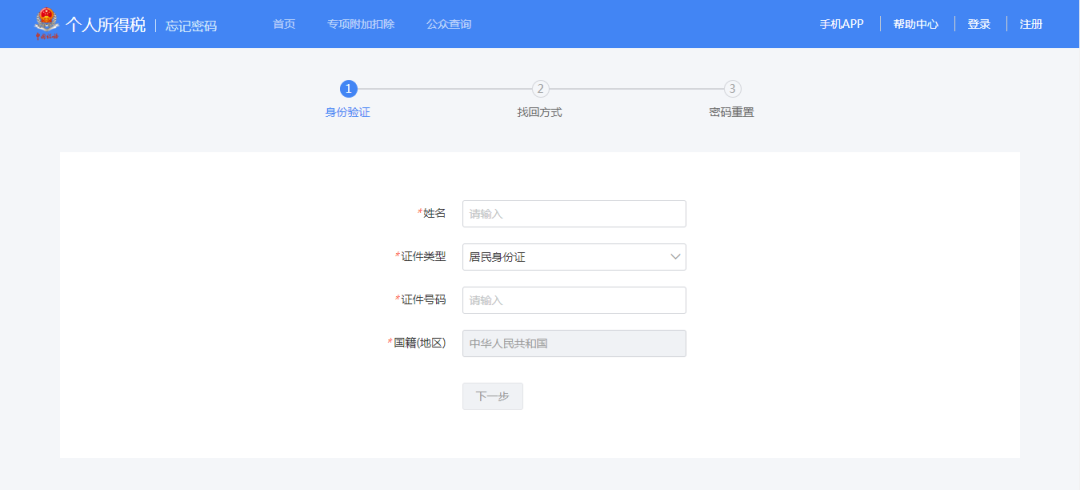 个人所得税 | 忘记密码 首页 专项附加扣除 公众查询 手机APP 帮助中心 登录 注册
1 2 3
身份验证 找回方式 密码重置
*姓名 请输入
*证件类型 居民身份证
*证件号码 请输入
*国籍(地区) 中华人民共和国
下一步